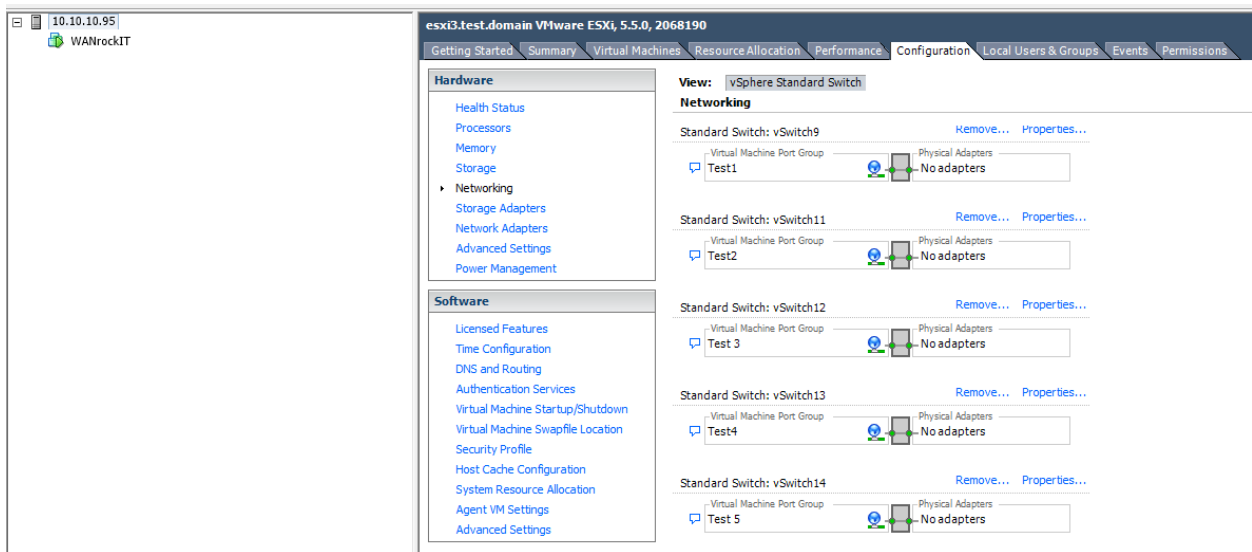 10.10.10.95
WANrockIT
esxi3.test.domain VMware ESXi, 5.5.0, 2068190
Getting Started Summary Virtual Machines Resource Allocation Performance Configuration Local Users & Groups Events Permissions
Hardware
Health Status
Processors
Memory
Storage
Networking
Storage Adapters
Network Adapters
Advanced Settings
Power Management
Software
Licensed Features
Time Configuration
DNS and Routing
Authentication Services
Virtual Machine Startup/Shutdown
Virtual Machine Swapfile Location
Security Profile
Host Cache Configuration
System Resource Allocation
Agent VM Settings
Advanced Settings
View: vSphere Standard Switch
Networking
Standard Switch: vSwitch9 Remove... Properties...
Virtual Machine Port Group Physical Adapters
Test1 No adapters
Standard Switch: vSwitch11 Remove... Properties...
Virtual Machine Port Group Physical Adapters
Test2 No adapters
Standard Switch: vSwitch12 Remove... Properties...
Virtual Machine Port Group Physical Adapters
Test 3 No adapters
Standard Switch: vSwitch13 Remove... Properties...
Virtual Machine Port Group Physical Adapters
Test4 No adapters
Standard Switch: vSwitch14 Remove... Properties...
Virtual Machine Port Group Physical Adapters
Test 5 No adapters